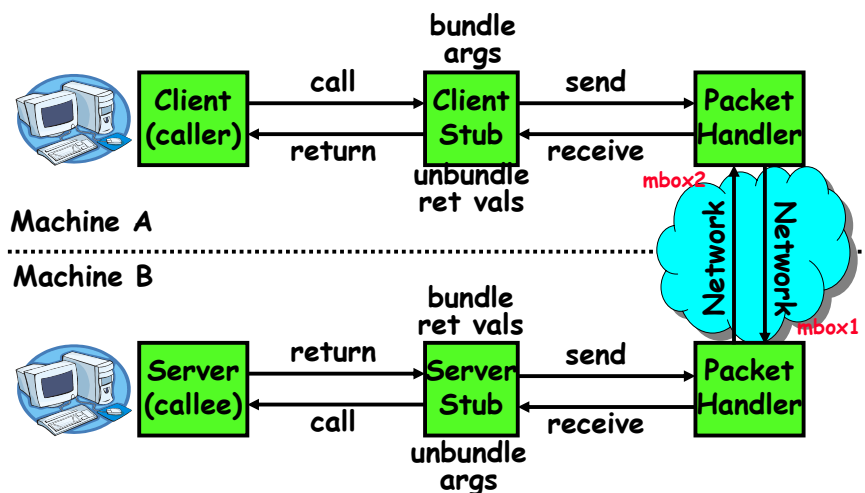 bundle
args
call
send
Client
(caller)
Client
Stub
Packet
Handler
return
receive
unbundle
ret vals
mbox2
Machine A
Network
Network
Machine B
mbox1
bundle
ret vals
return
send
Server
(callee)
Server
Stub
Packet
Handler
call
receive
unbundle
args